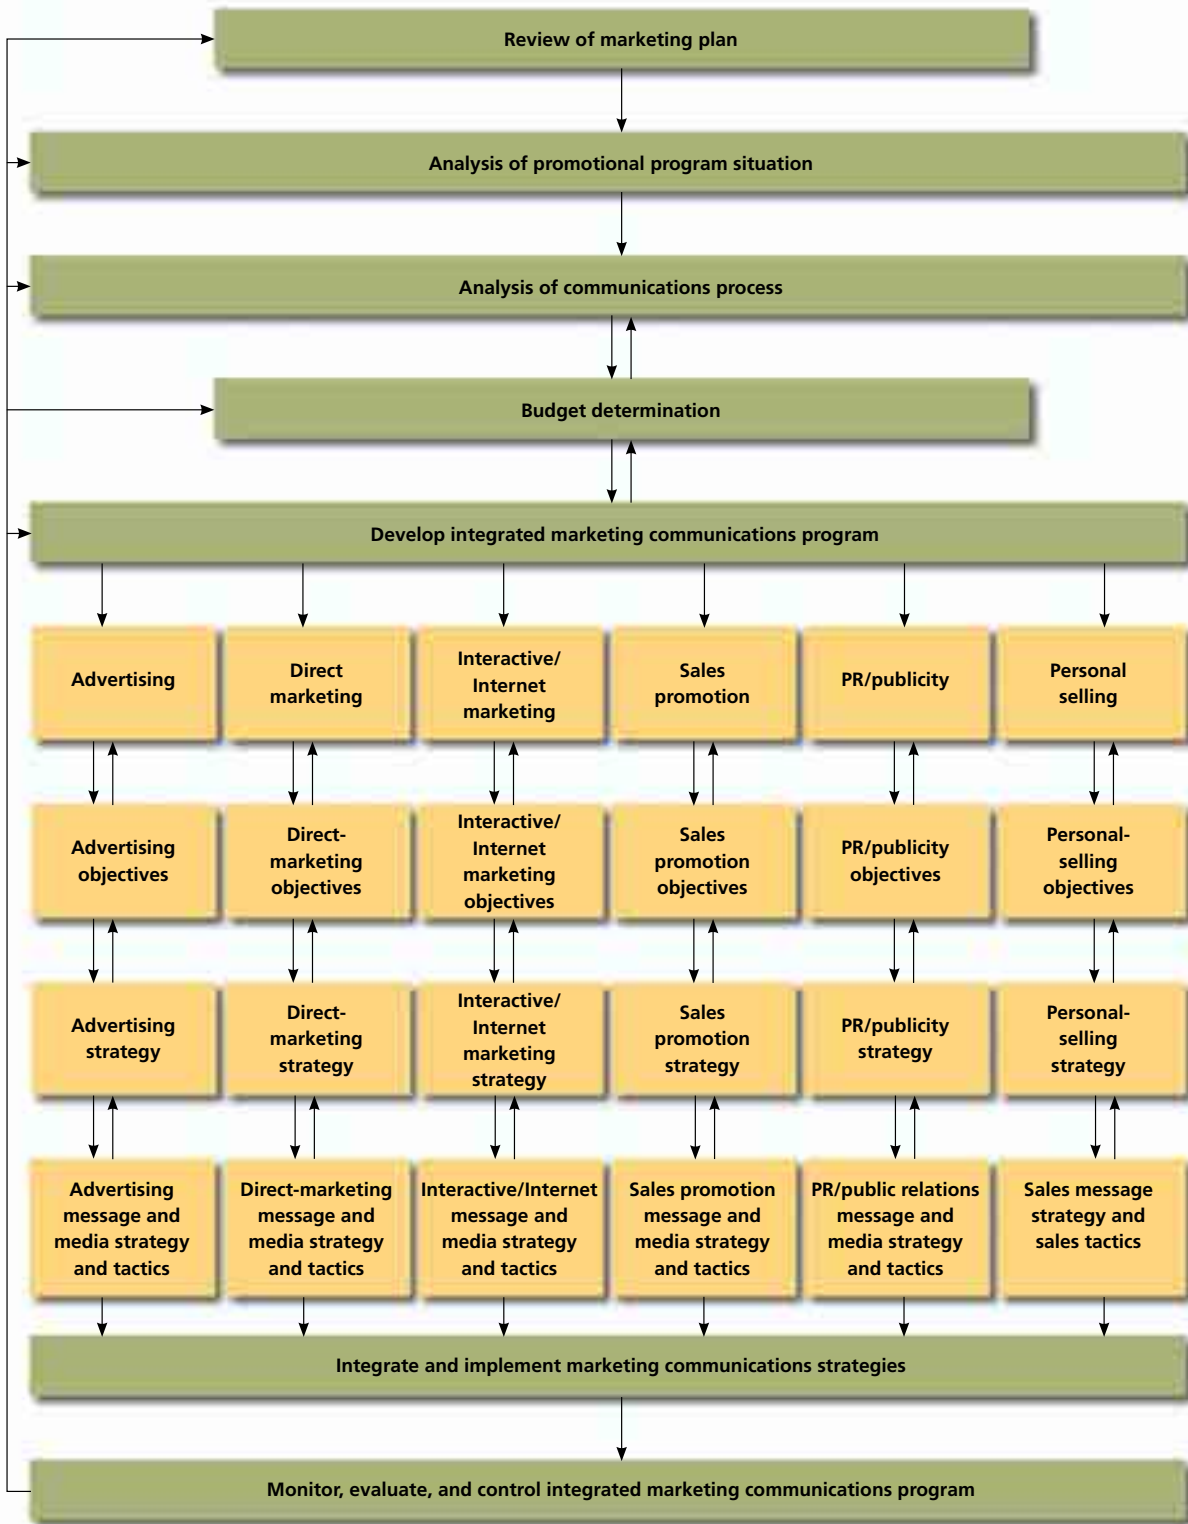 Review of marketing plan
Analysis of promotional program situation
Analysis of communications process
Budget determination
Develop integrated marketing communications program
Advertising
Direct
marketing
Interactive/
Internet
marketing
Sales
promotion
PR/publicity
Personal
selling
Advertising
objectives
Direct-
marketing
objectives
Interactive/
Internet
marketing
objectives
Sales
promotion
objectives
PR/publicity
objectives
Personal-
selling
objectives
Advertising
strategy
Direct-
marketing
strategy
Interactive/
Internet
marketing
strategy
Sales
promotion
strategy
PR/publicity
strategy
Personal-
selling
strategy
Advertising
message and
media strategy
and tactics
Direct-marketing
message and
media strategy
and tactics
Interactive/Internet
message and
media strategy
and tactics
Sales promotion
message and
media strategy
and tactics
PR/public relations
message and
media strategy
and tactics
Sales message
strategy and
sales tactics
Integrate and implement marketing communications strategies
Monitor, evaluate, and control integrated marketing communications program